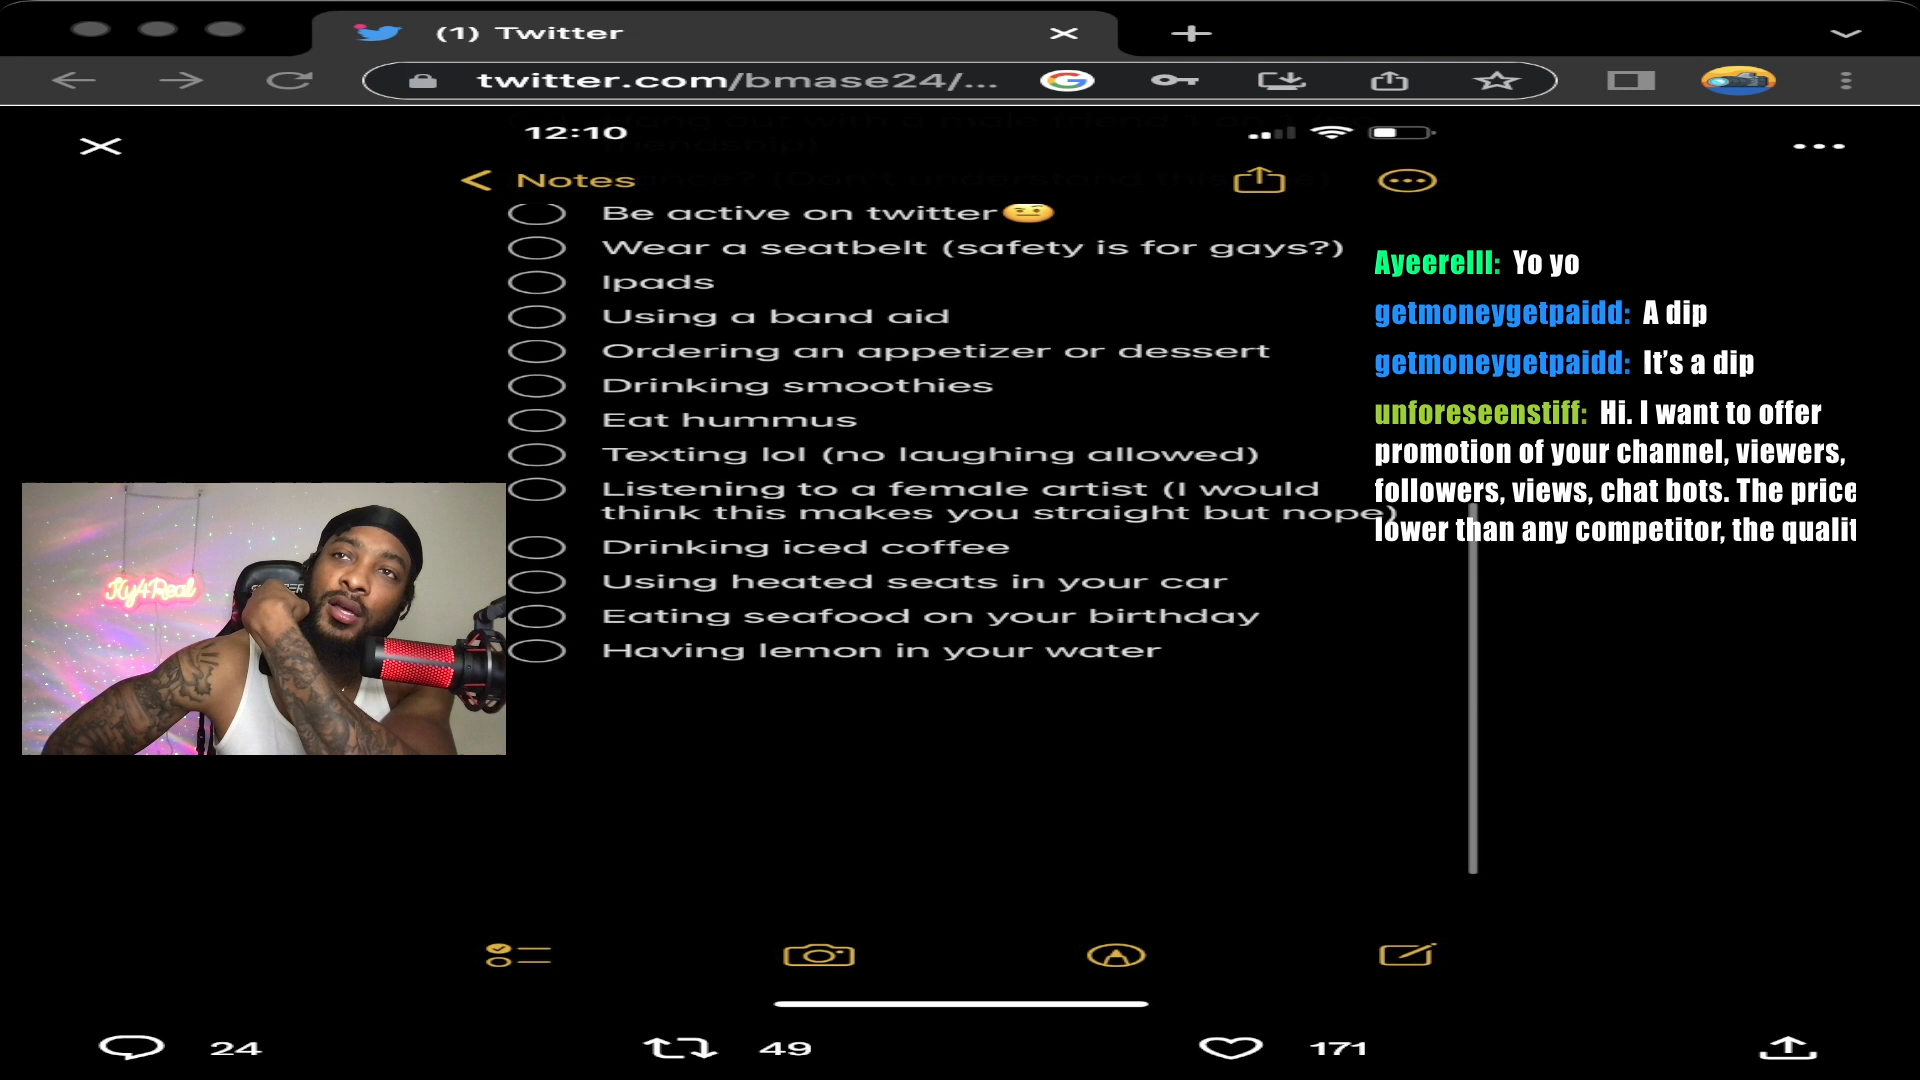 (1) Twitter
twitter.com/bmase24/...
12:10
Notes
Be active on twitter🤨
Wear a seatbelt (safety is for gays?)
Ipads
Using a band aid
Ordering an appetizer or dessert
Drinking smoothies
Eat hummus
Texting lol (no laughing allowed)
Listening to a female artist (I would
think this makes you straight but nope)
Drinking iced coffee
Using heated seats in your car
Eating seafood on your birthday
Having lemon in your water
Ayeerelll: Yo yo
getmoneygetpaidd: A dip
getmoneygetpaidd: It's a dip
unforeseenstiff: Hi. I want to offer
promotion of your channel, viewers,
followers, views, chat bots. The price
lower than any competitor, the qualit
Ky4Real
24
49
171